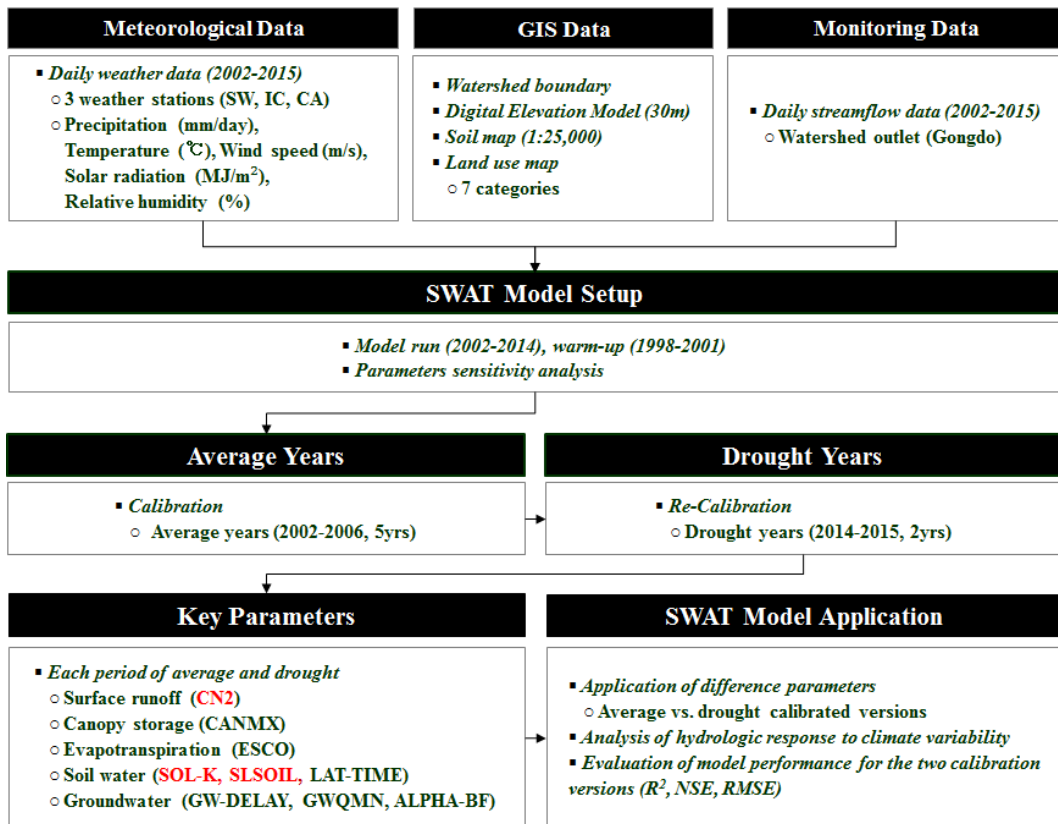 Meteorological Data
▪ Daily weather data (2002-2015)
○ 3 weather stations (SW, IC, CA)
○ Precipitation (mm/day),
Temperature (℃), Wind speed (m/s),
Solar radiation (MJ/m²),
Relative humidity (%)
GIS Data
▪ Watershed boundary
▪ Digital Elevation Model (30m)
▪ Soil map (1:25,000)
▪ Land use map
○ 7 categories
Monitoring Data
▪ Daily streamflow data (2002-2015)
○ Watershed outlet (Gongdo)
SWAT Model Setup
▪ Model run (2002-2014), warm-up (1998-2001)
▪ Parameters sensitivity analysis
Average Years
▪ Calibration
○ Average years (2002-2006, 5yrs)
Drought Years
▪ Re-Calibration
○ Drought years (2014-2015, 2yrs)
Key Parameters
▪ Each period of average and drought
○ Surface runoff (CN2)
○ Canopy storage (CANMX)
○ Evapotranspiration (ESCO)
○ Soil water (SOL-K, SLSOIL, LAT-TIME)
○ Groundwater (GW-DELAY, GWQMN, ALPHA-BF)
SWAT Model Application
▪ Application of difference parameters
○ Average vs. drought calibrated versions
▪ Analysis of hydrologic response to climate variability
▪ Evaluation of model performance for the two calibration
versions (R², NSE, RMSE)